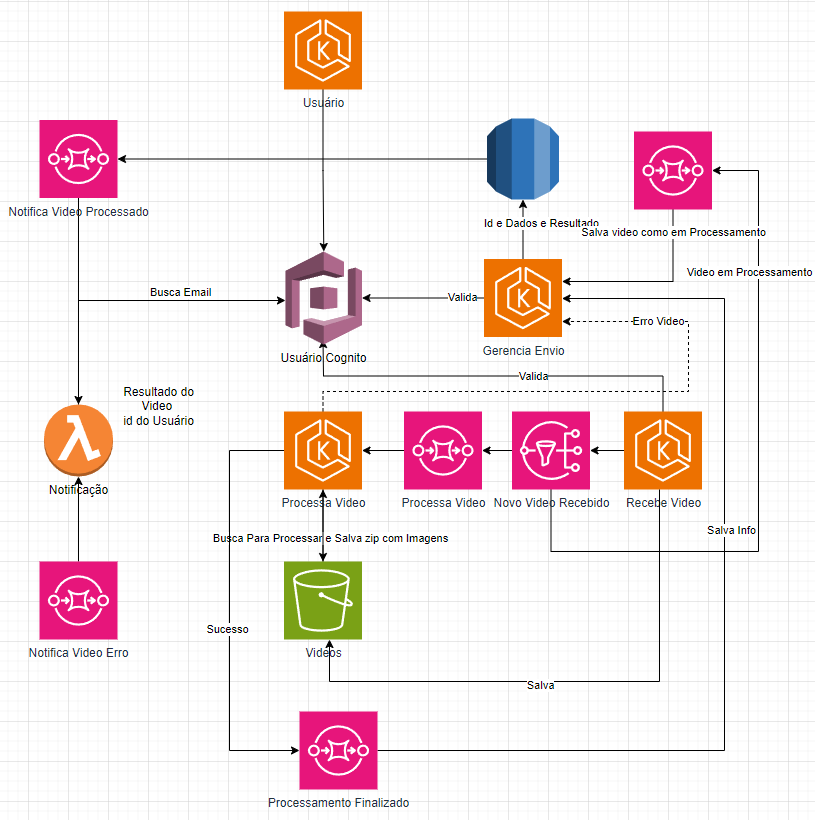 Usuário
Notifica Video Processado
Id e Dados e Resultado
Salva video como em Processamento
Video em Processamento
Busca Email
Valida
Erro Video
Usuário Cognito
Gerencia Envio
Valida
Resultado do
Video
id do Usuário
K
Notificação
Processa Video
Processa Video
Novo Video Recebido
Recebe Video
Salva Info
Busca Para Processar e Salva zip com Imagens
Sucesso
Notifica Video Erro
Videos
Salva
Processamento Finalizado